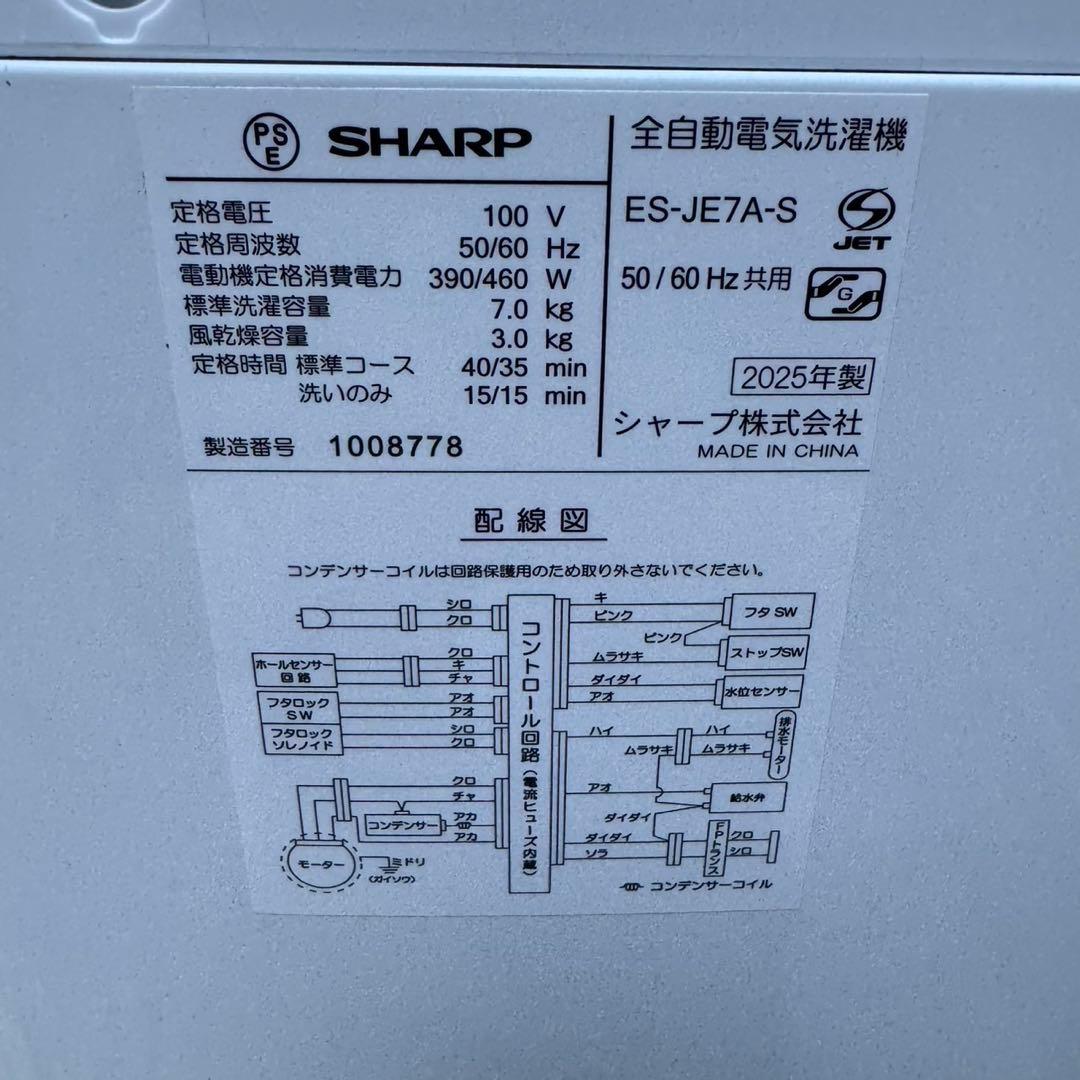 PSE SHARP
定格電圧 100 V
定格周波数 50/60 Hz
電動機定格消費電力 390/460 W
標準洗濯容量 7.0 kg
風乾燥容量 3.0 kg
定格時間 標準コース 40/35 min
洗いのみ 15/15 min
製造番号 1008778
全自動電気洗濯機
ES-JE7A-S
JET
50/60 Hz 共用
G
2025年製
シャープ株式会社
MADE IN CHINA
配線図
コンデンサーコイルは回路保護用のため取り外さないでください。
シロ
クロ
ホールセンサー
回路
クロ
キ
チャ
フタロック
SW
アオ
アオ
フタロック
ソレノイド
シロ
クロ
クロ
チャ
コンデンサー
アカ
アカ
モーター
ミドリ
(ガイソウ)
コントロール回路(電流ヒューズ内蔵)
キ
ピンク
フタSW
ピンク
ムラサキ
ストップSW
ダイダイ
アオ
水位センサー
ハイ
ハイ
ムラサキ
ムラサキ
排水モーター
アオ
給水弁
ダイダイ
ダイダイ
ソラ
FPトランス
クロ
シロ
コンデンサーコイル